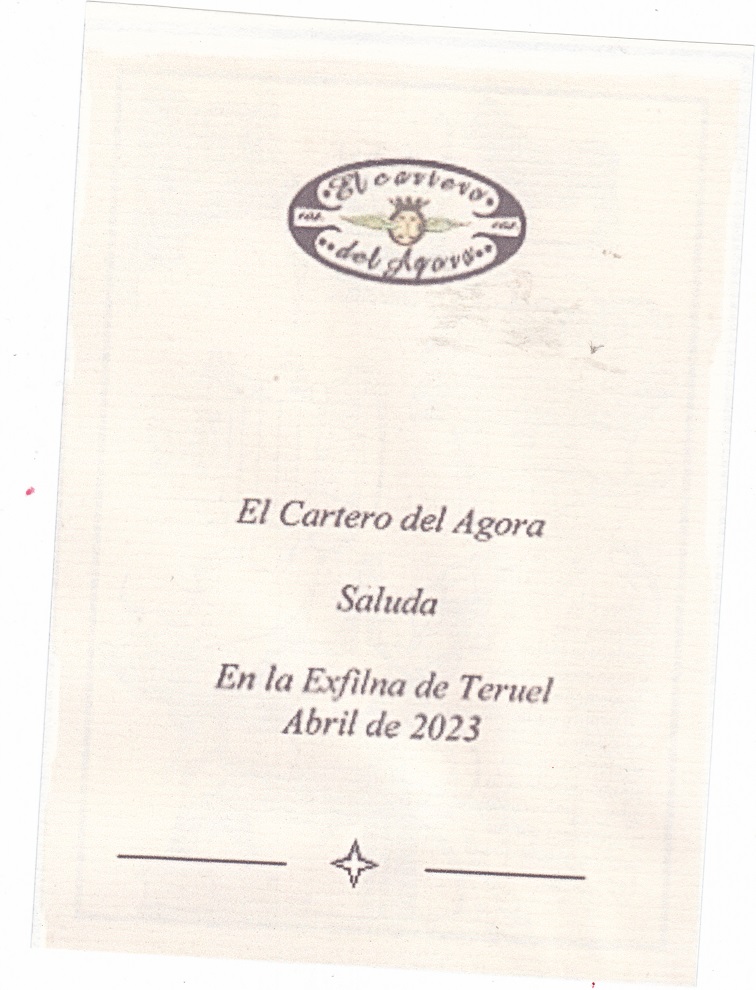 El cartero
del Agora
El Cartero del Agora
Saluda
En la Exfilna de Teruel
Abril de 2023